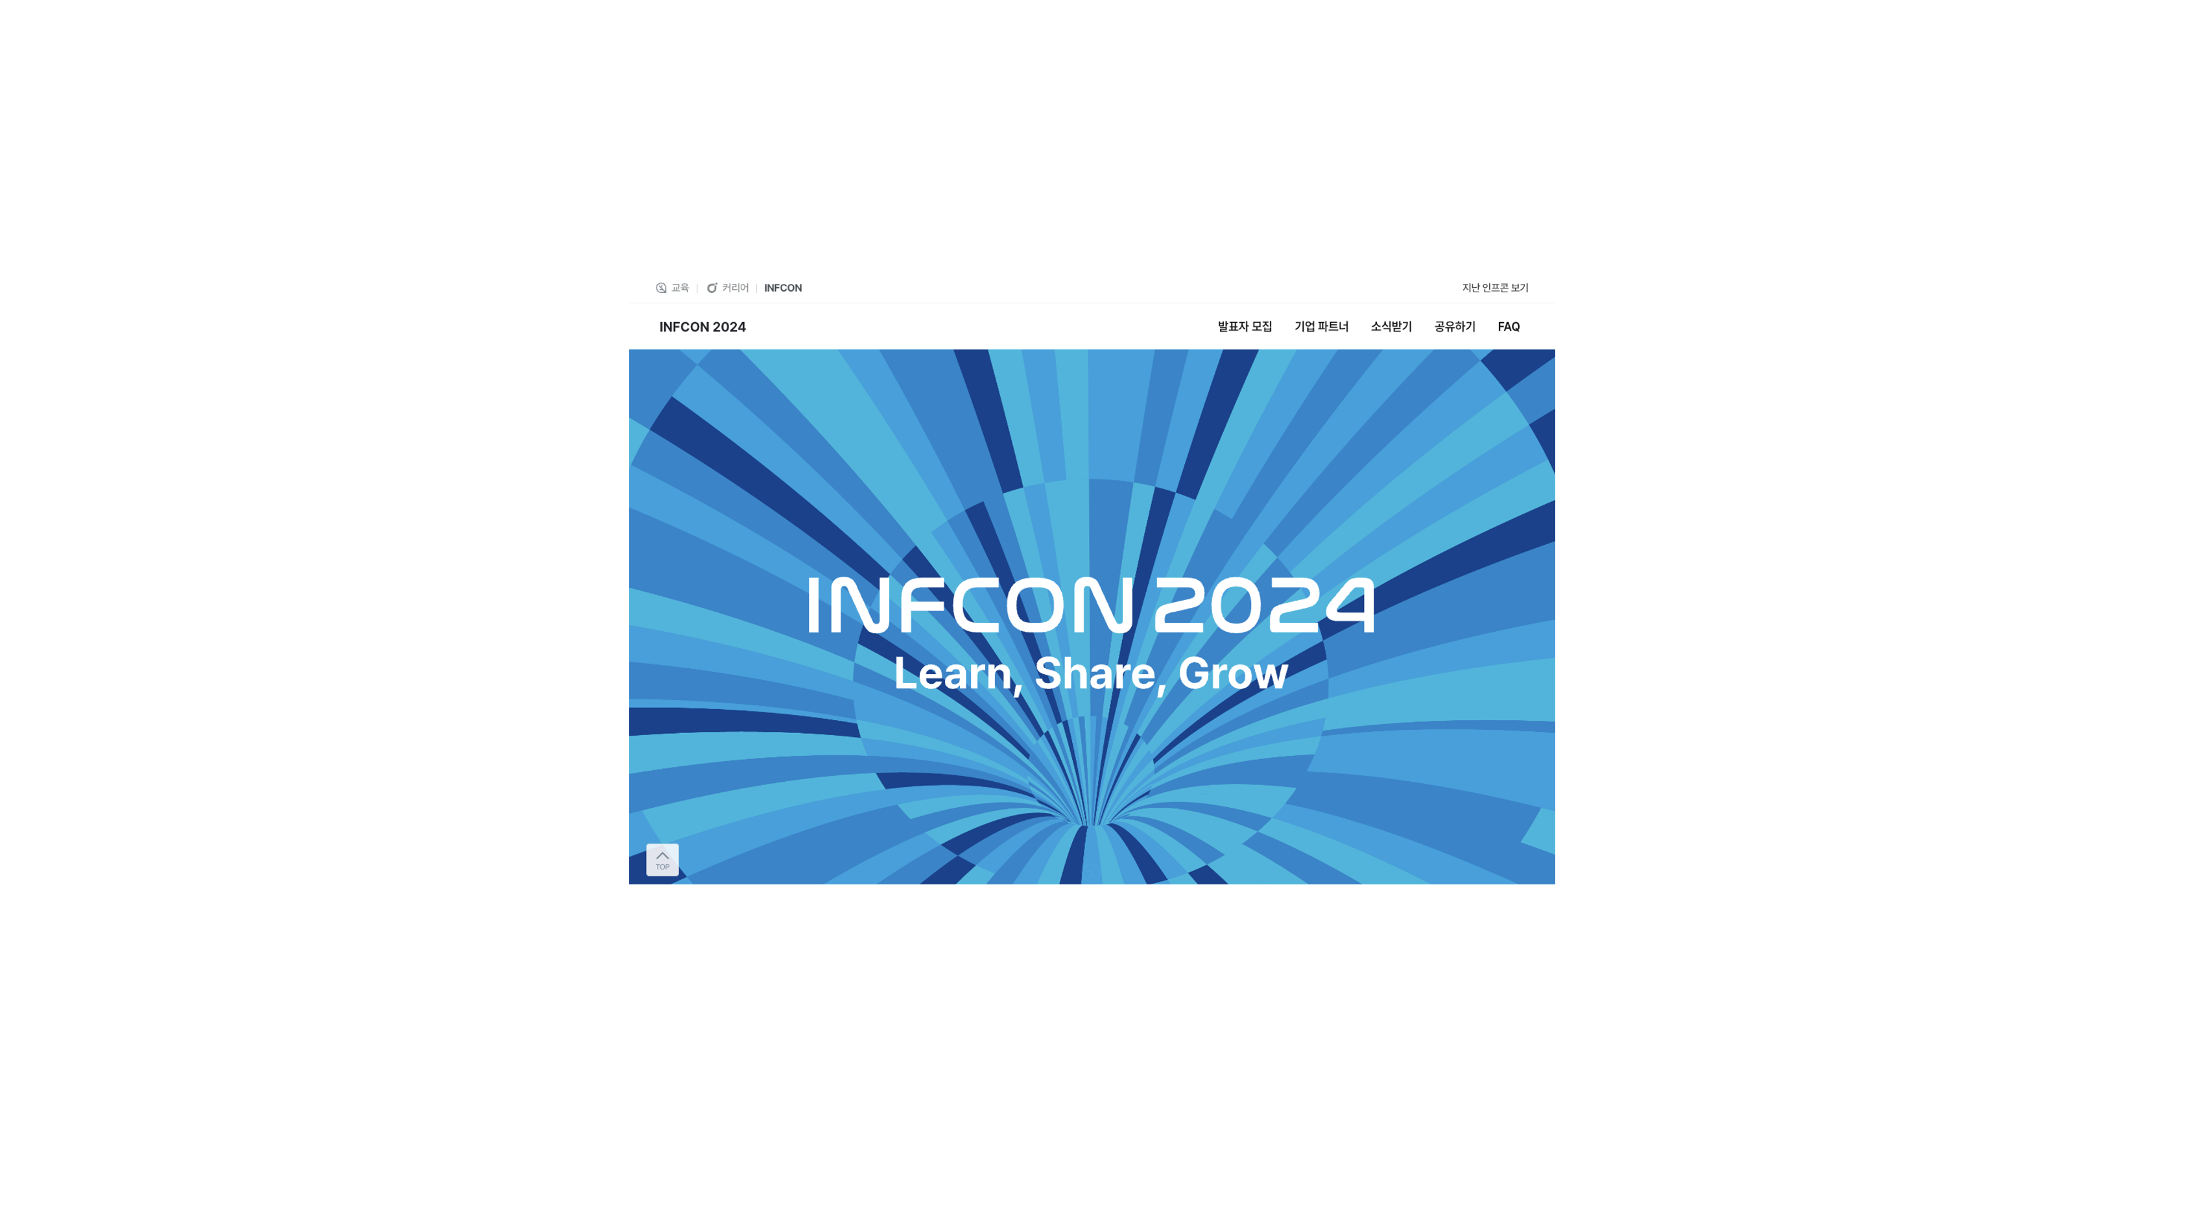 교육 커리어 INFCON 지난 인프콘 보기
INFCON 2024 발표자 모집 기업 파트너 소식받기 공유하기 FAQ
INFCON 2024
Learn, Share, Grow
TOP